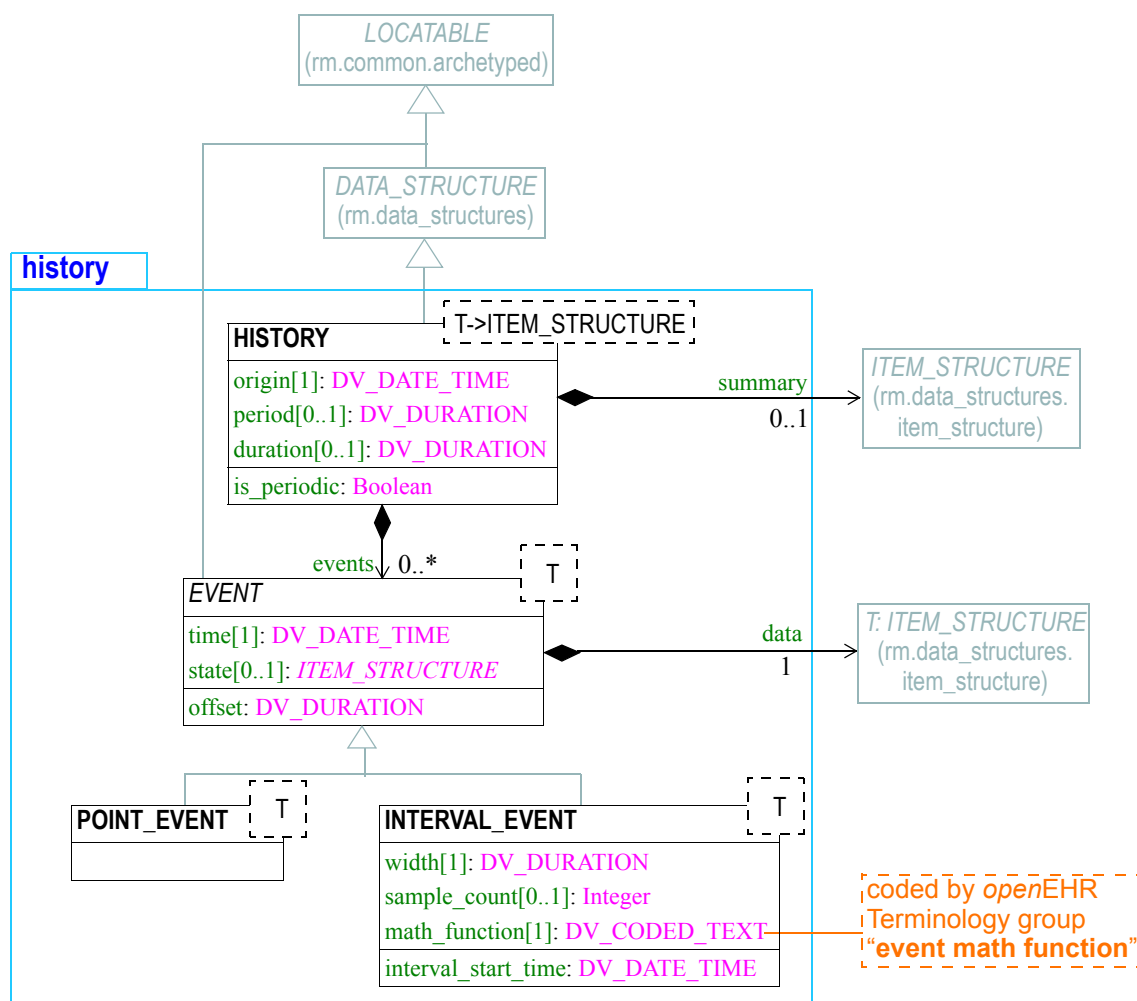 LOCATABLE
(rm.common.archetyped)
DATA_STRUCTURE
(rm.data_structures)
history
T->ITEM_STRUCTURE
HISTORY
origin[1]: DV_DATE_TIME
period[0..1]: DV_DURATION
duration[0..1]: DV_DURATION
is_periodic: Boolean
summary
0..1
ITEM_STRUCTURE
(rm.data_structures.
item_structure)
events
0..*
T
EVENT
time[1]: DV_DATE_TIME
state[0..1]: ITEM_STRUCTURE
offset: DV_DURATION
data
1
T: ITEM_STRUCTURE
(rm.data_structures.
item_structure)
POINT_EVENT
T
INTERVAL_EVENT
T
width[1]: DV_DURATION
sample_count[0..1]: Integer
math_function[1]: DV_CODED_TEXT
interval_start_time: DV_DATE_TIME
coded by openEHR
Terminology group
“event math function”